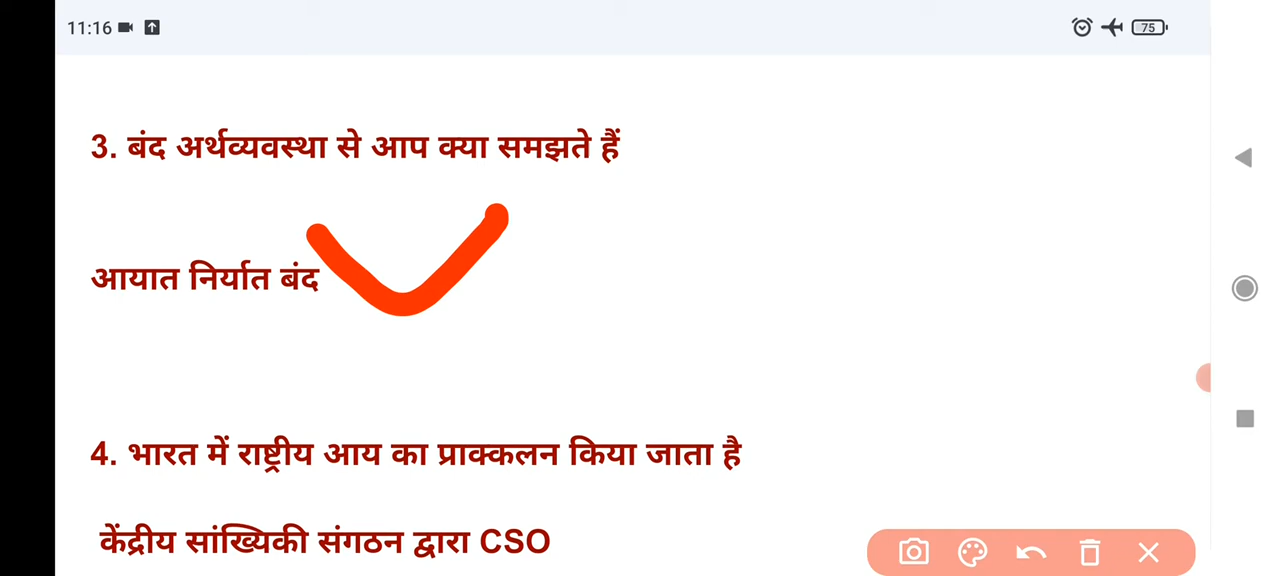 11:16
75
3. बंद अर्थव्यवस्था से आप क्या समझते हैं
आयात निर्यात बंद
4. भारत में राष्ट्रीय आय का प्राक्कलन किया जाता है
केंद्रीय सांख्यिकी संगठन द्वारा CSO